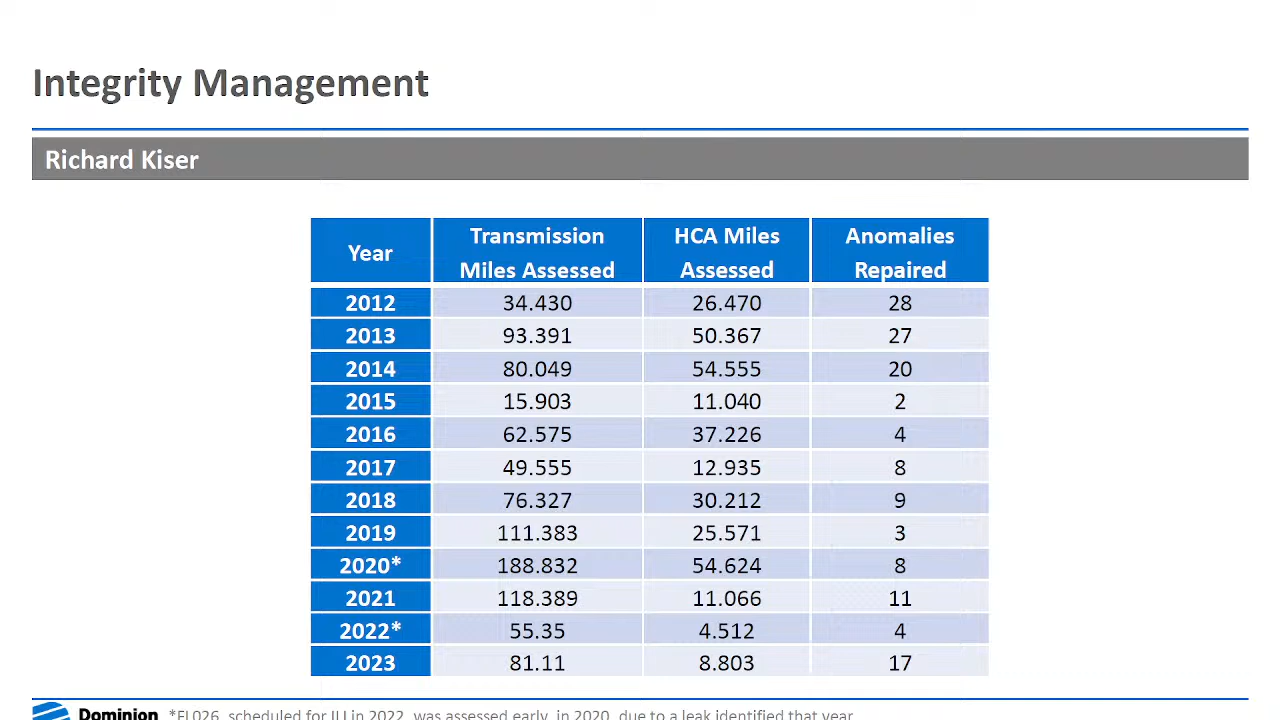 Integrity Management
Richard Kiser
Year Transmission Miles Assessed HCA Miles Assessed Anomalies Repaired
2012 34.430 26.470 28
2013 93.391 50.367 27
2014 80.049 54.555 20
2015 15.903 11.040 2
2016 62.575 37.226 4
2017 49.555 12.935 8
2018 76.327 30.212 9
2019 111.383 25.571 3
2020* 188.832 54.624 8
2021 118.389 11.066 11
2022* 55.35 4.512 4
2023 81.11 8.803 17
Dominion *FL026, scheduled for ILI in 2022, was assessed early, in 2020, due to a leak identified that year